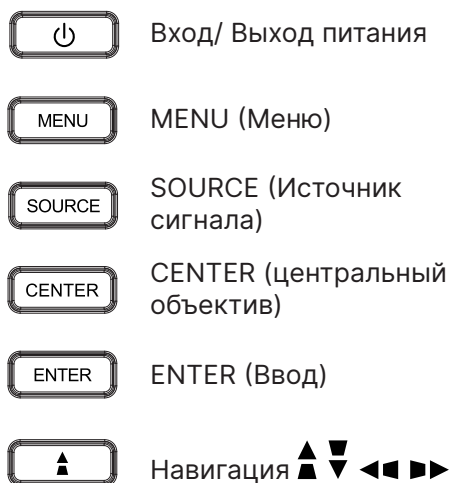 Вход/ Выход питания
MENU
MENU (Меню)
SOURCE
SOURCE (Источник
сигнала)
CENTER
CENTER (центральный
объектив)
ENTER
ENTER (Ввод)
Навигация